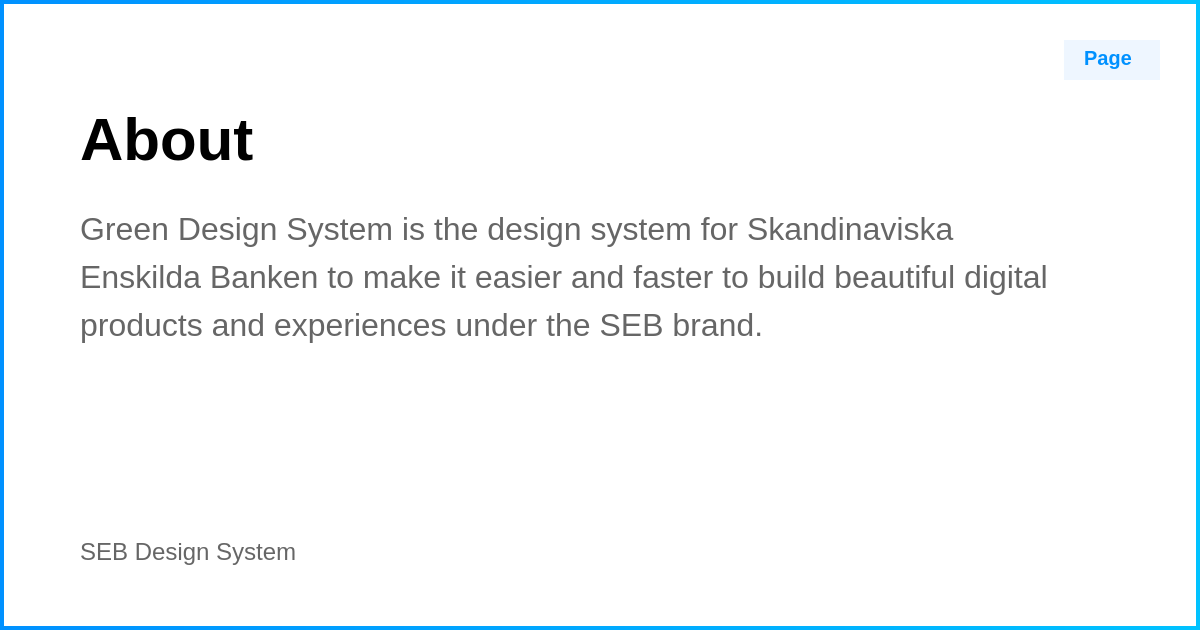 Page
About
Green Design System is the design system for Skandinaviska
Enskilda Banken to make it easier and faster to build beautiful digital
products and experiences under the SEB brand.
SEB Design System